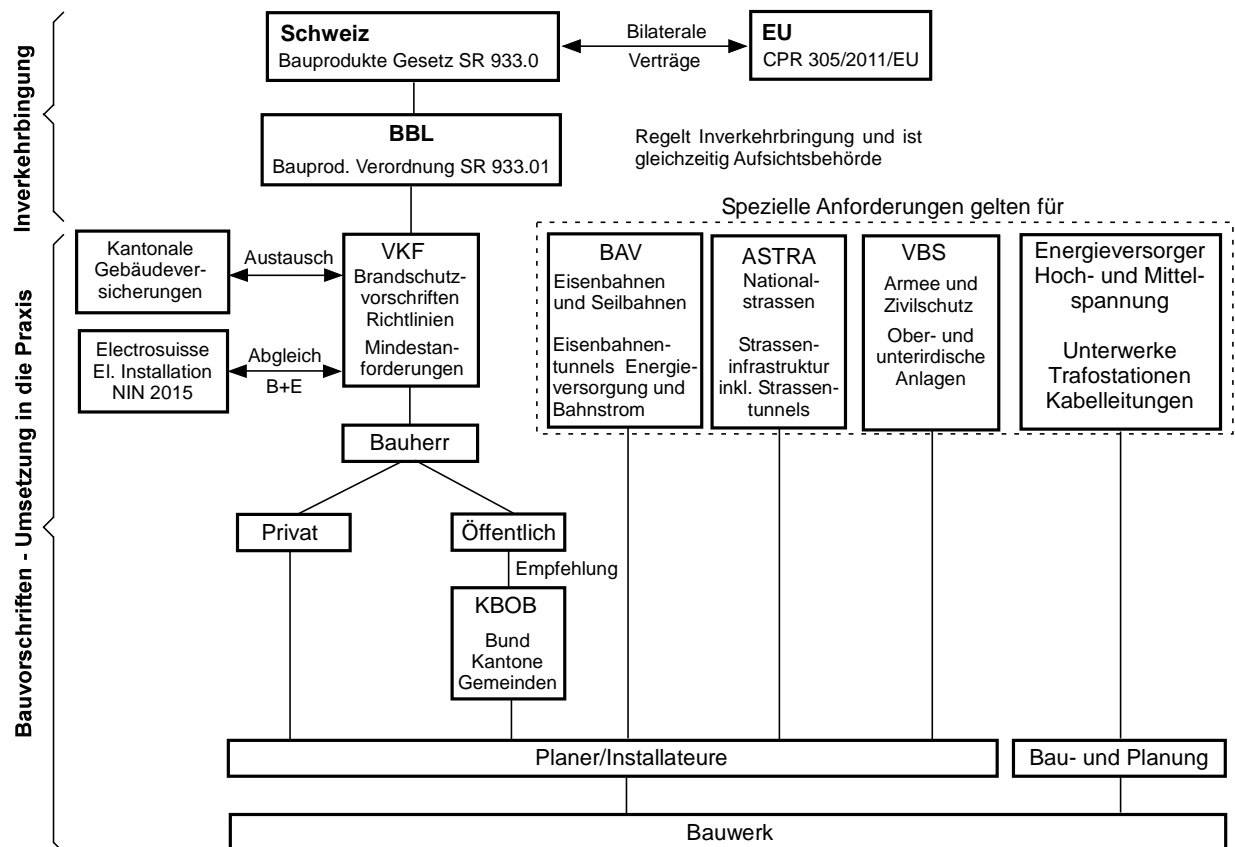 Inverkehrbingung
Schweiz
Bauprodukte Gesetz SR 933.0
Bilaterale
Verträge
EU
CPR 305/2011/EU
BBL
Bauprod. Verordnung SR 933.01
Regelt Inverkehrbringung und ist
gleichzeitig Aufsichtsbehörde
Bauvorschriften - Umsetzung in die Praxis
Spezielle Anforderungen gelten für
Kantonale
Gebäudever-
sicherungen
Austausch
Electrosuisse
El. Installation
NIN 2015
Abgleich
B+E
VKF
Brandschutz-
vorschriften
Richtlinien
Mindestan-
forderungen
BAV
Eisenbahnen
und Seilbahnen
Eisenbahnen-
tunnels Energie-
versorgung und
Bahnstrom
ASTRA
National-
strassen
Strassen-
infrastruktur
inkl. Strassen-
tunnels
VBS
Armee und
Zivilschutz
Ober- und
unterirdische
Anlagen
Energieversorger
Hoch- und Mittel-
spannung
Unterwerke
Trafostationen
Kabelleitungen
Bauherr
Privat
Öffentlich
Empfehlung
KBOB
Bund
Kantone
Gemeinden
Planer/Installateure
Bau- und Planung
Bauwerk